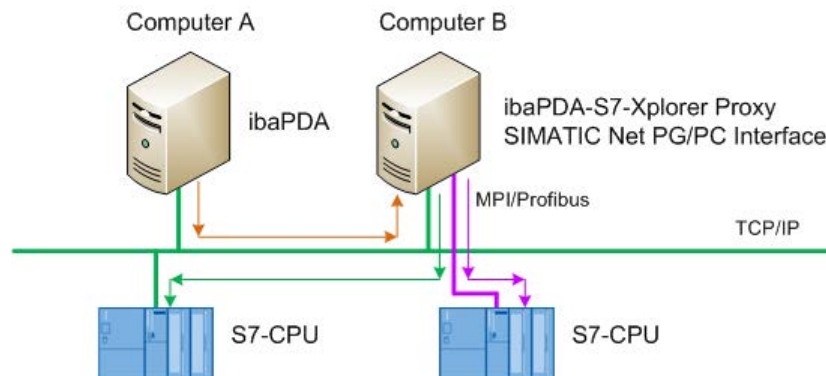 Computer A
Computer B
ibaPDA
ibaPDA-S7-Xplorer Proxy
SIMATIC Net PG/PC Interface
MPI/Profibus
TCP/IP
S7-CPU
S7-CPU